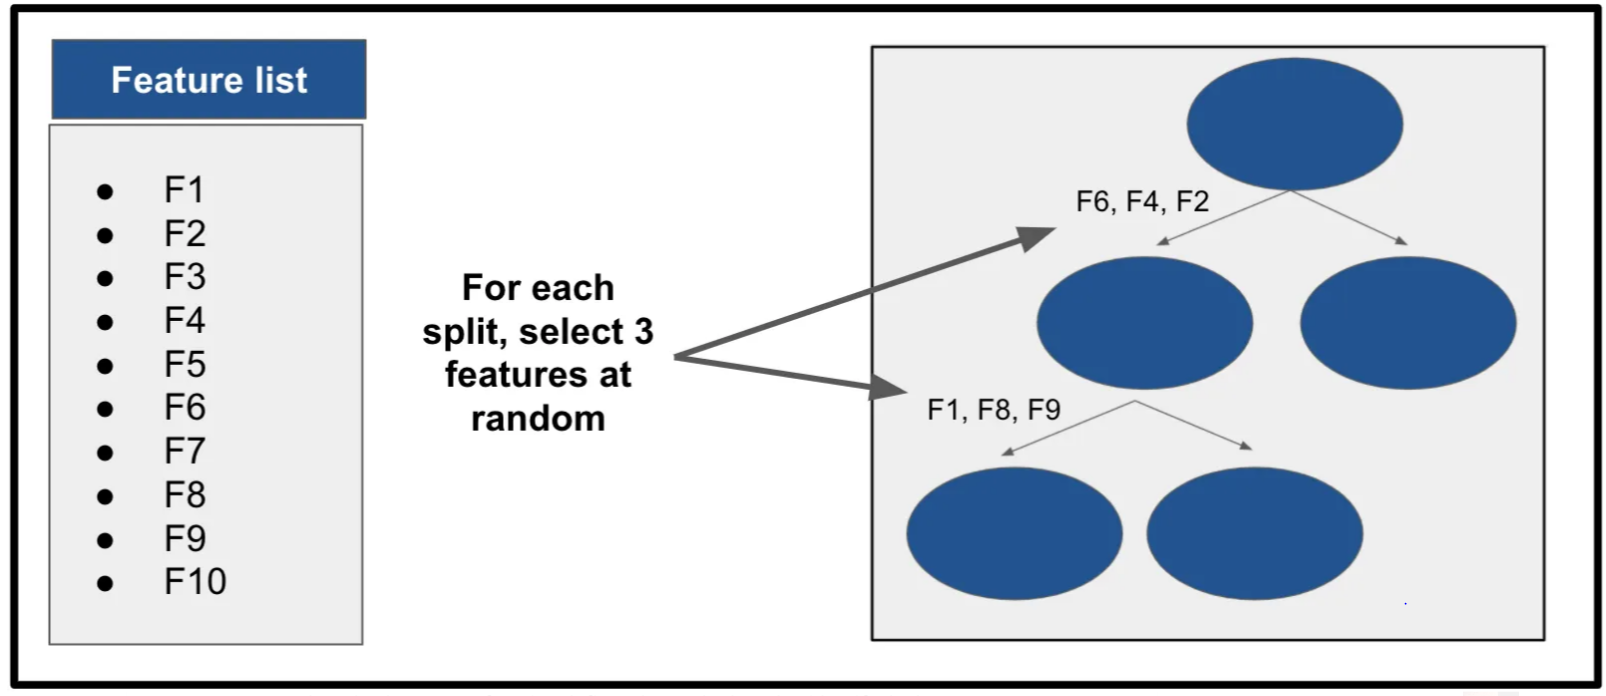 Feature list
● F1
● F2
● F3
● F4
● F5
● F6
● F7
● F8
● F9
● F10
For each
split, select 3
features at
random
F6, F4, F2
F1, F8, F9